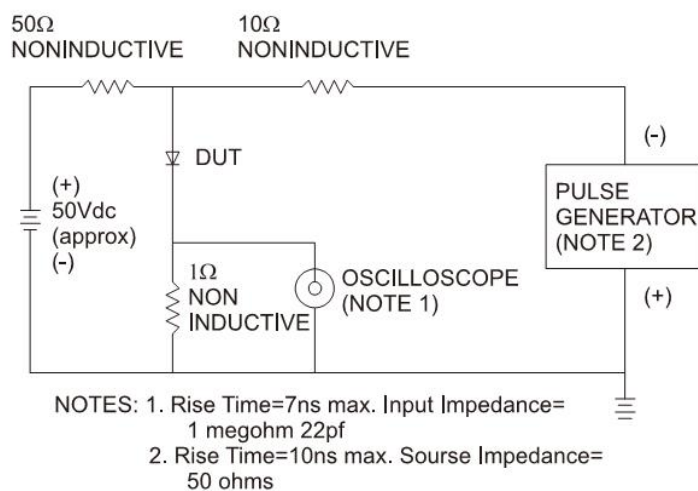 50Ω
NONINDUCTIVE
10Ω
NONINDUCTIVE
DUT
(+)
50Vdc
(approx)
(-)
1Ω
NON
INDUCTIVE
OSCILLOSCOPE
(NOTE 1)
(-)
PULSE
GENERATOR
(NOTE 2)
(+)
NOTES: 1. Rise Time=7ns max. Input Impedance=
1 megohm 22pf
2. Rise Time=10ns max. Sourse Impedance=
50 ohms